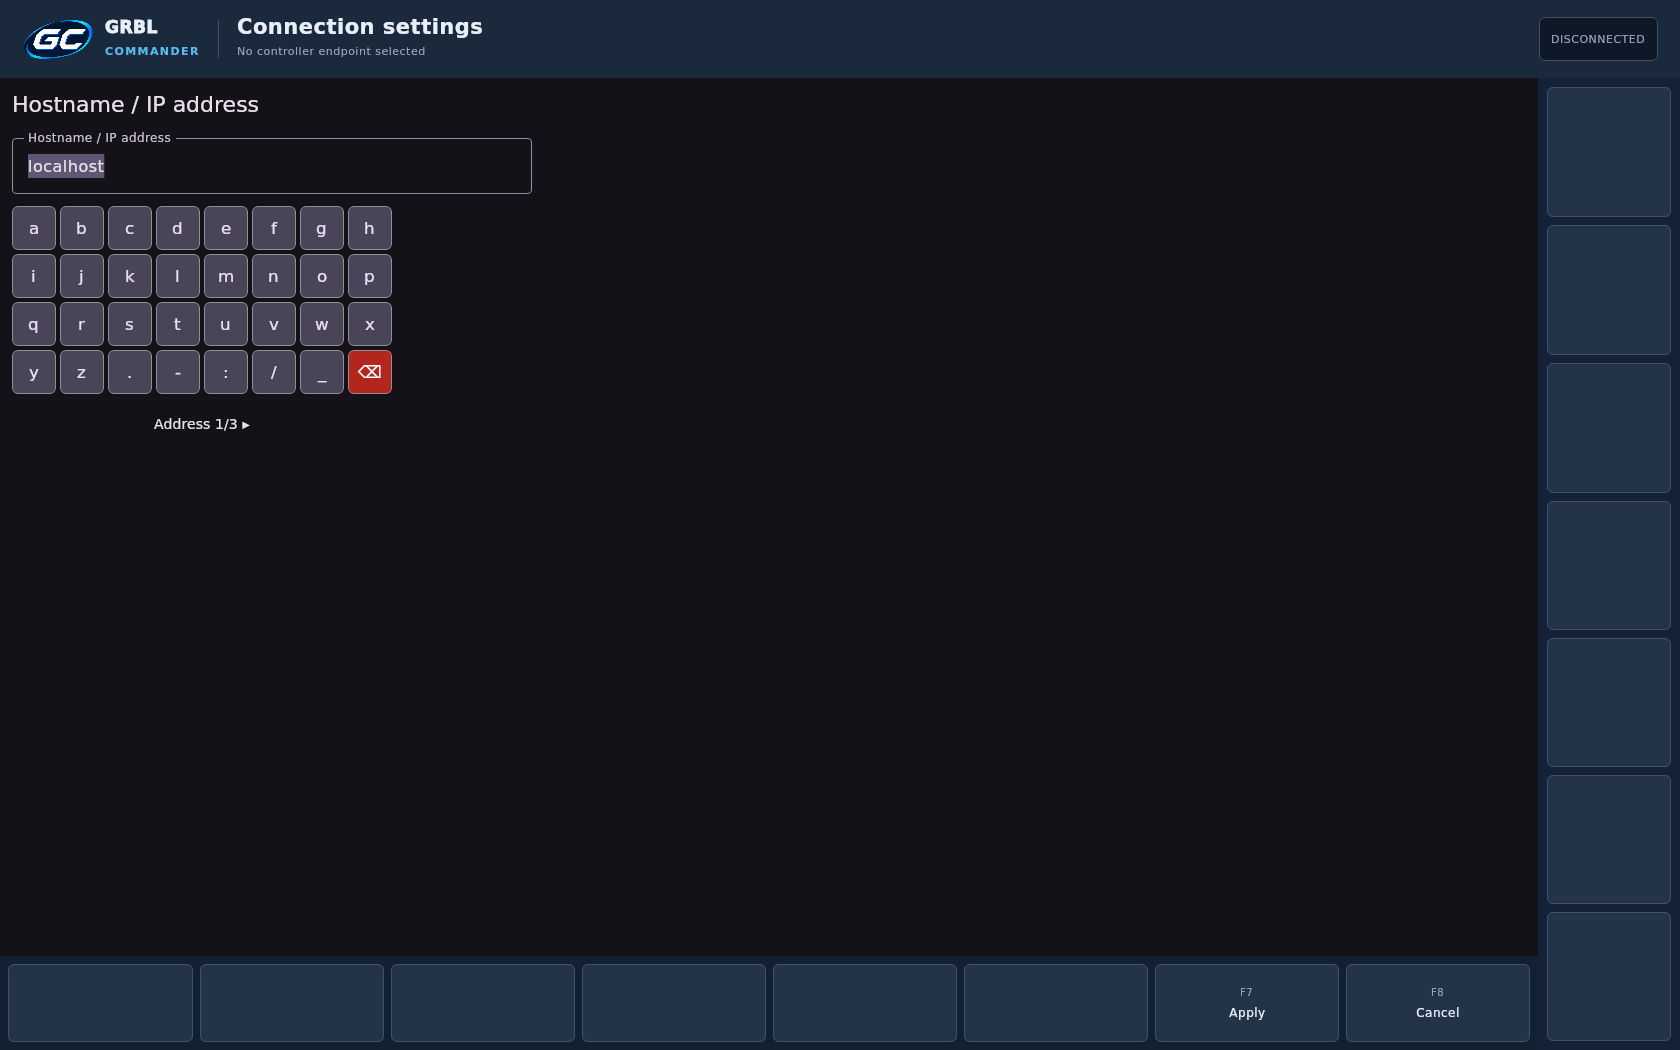 GC
GRBL
COMMANDER
Connection settings
No controller endpoint selected
DISCONNECTED
Hostname / IP address
Hostname / IP address
localhost
a b c d e f g h
i j k l m n o p
q r s t u v w x
y z . - : / _ ⌫
Address 1/3 ▸
F7
Apply
F8
Cancel